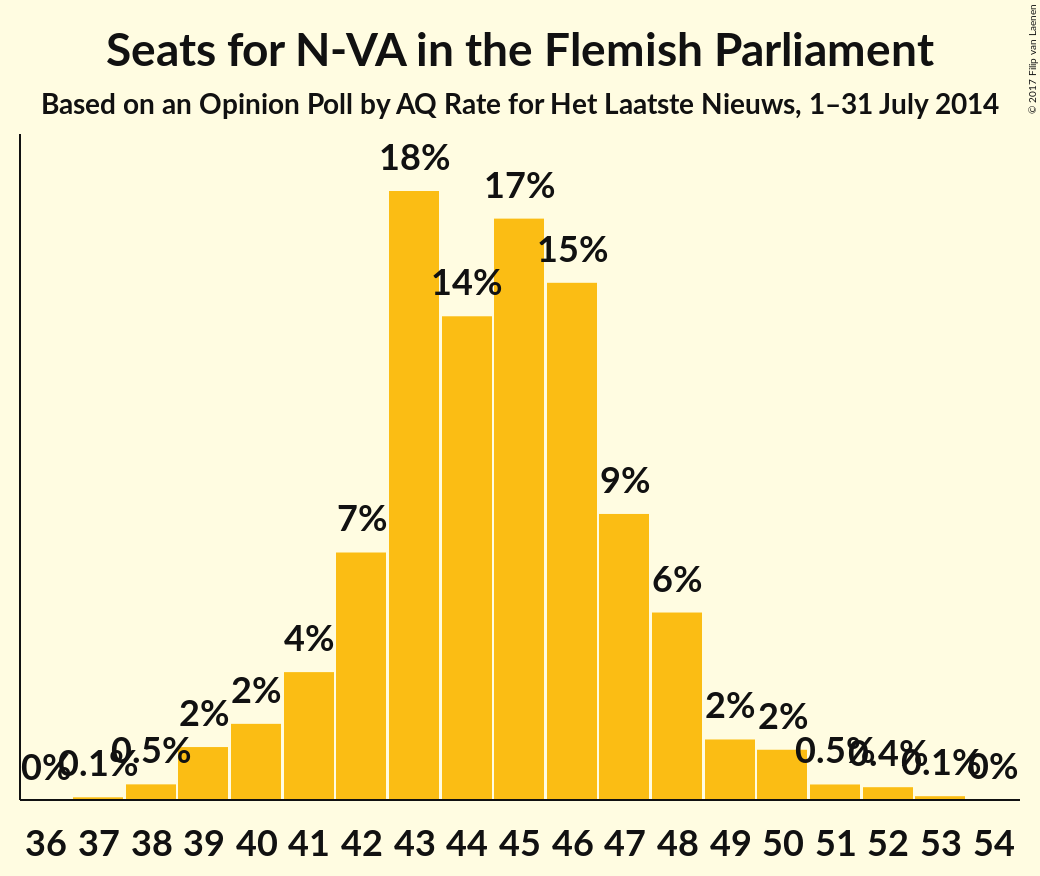 Seats for N-VA in the Flemish Parliament
Based on an Opinion Poll by AQ Rate for Het Laatste Nieuws, 1–31 July 2014
© 2017 Filip van Laenen
0% 0.1% 0.5% 2% 2% 4% 7% 18% 14% 17% 15% 9% 6% 2% 2% 0.5% 0.4% 0.1% 0%
36 37 38 39 40 41 42 43 44 45 46 47 48 49 50 51 52 53 54